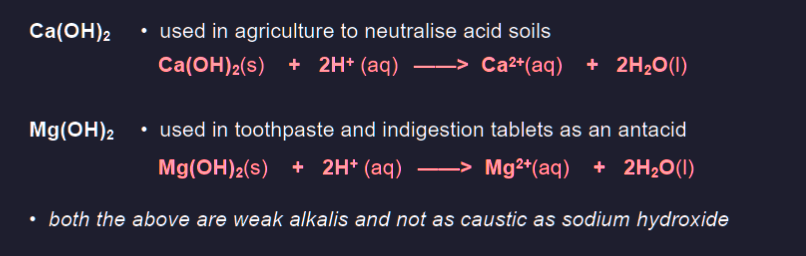 Ca(OH)₂ • used in agriculture to neutralise acid soils
Ca(OH)₂(s) + 2H⁺ (aq) ——> Ca²⁺(aq) + 2H₂O(l)
Mg(OH)₂ • used in toothpaste and indigestion tablets as an antacid
Mg(OH)₂(s) + 2H⁺ (aq) ——> Mg²⁺(aq) + 2H₂O(l)
• both the above are weak alkalis and not as caustic as sodium hydroxide